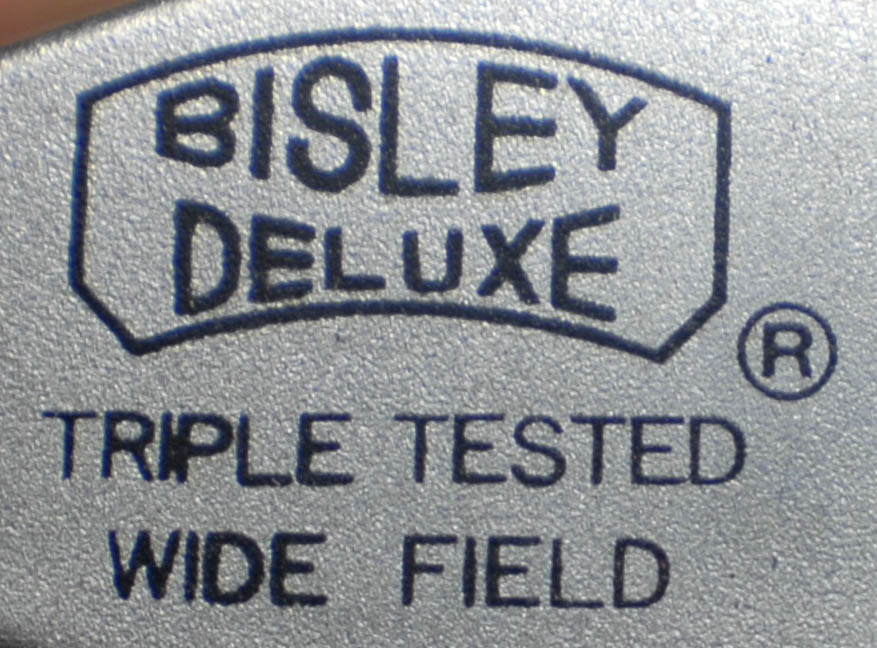 BISLEY
DELUXE
®
TRIPLE TESTED
WIDE FIELD